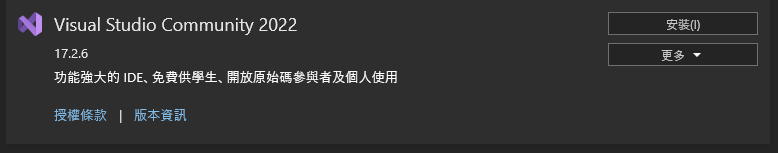 Visual Studio Community 2022
安裝(I)
17.2.6
更多
功能強大的 IDE、免費供學生、開放原始碼參與者及個人使用
授權條款 | 版本資訊